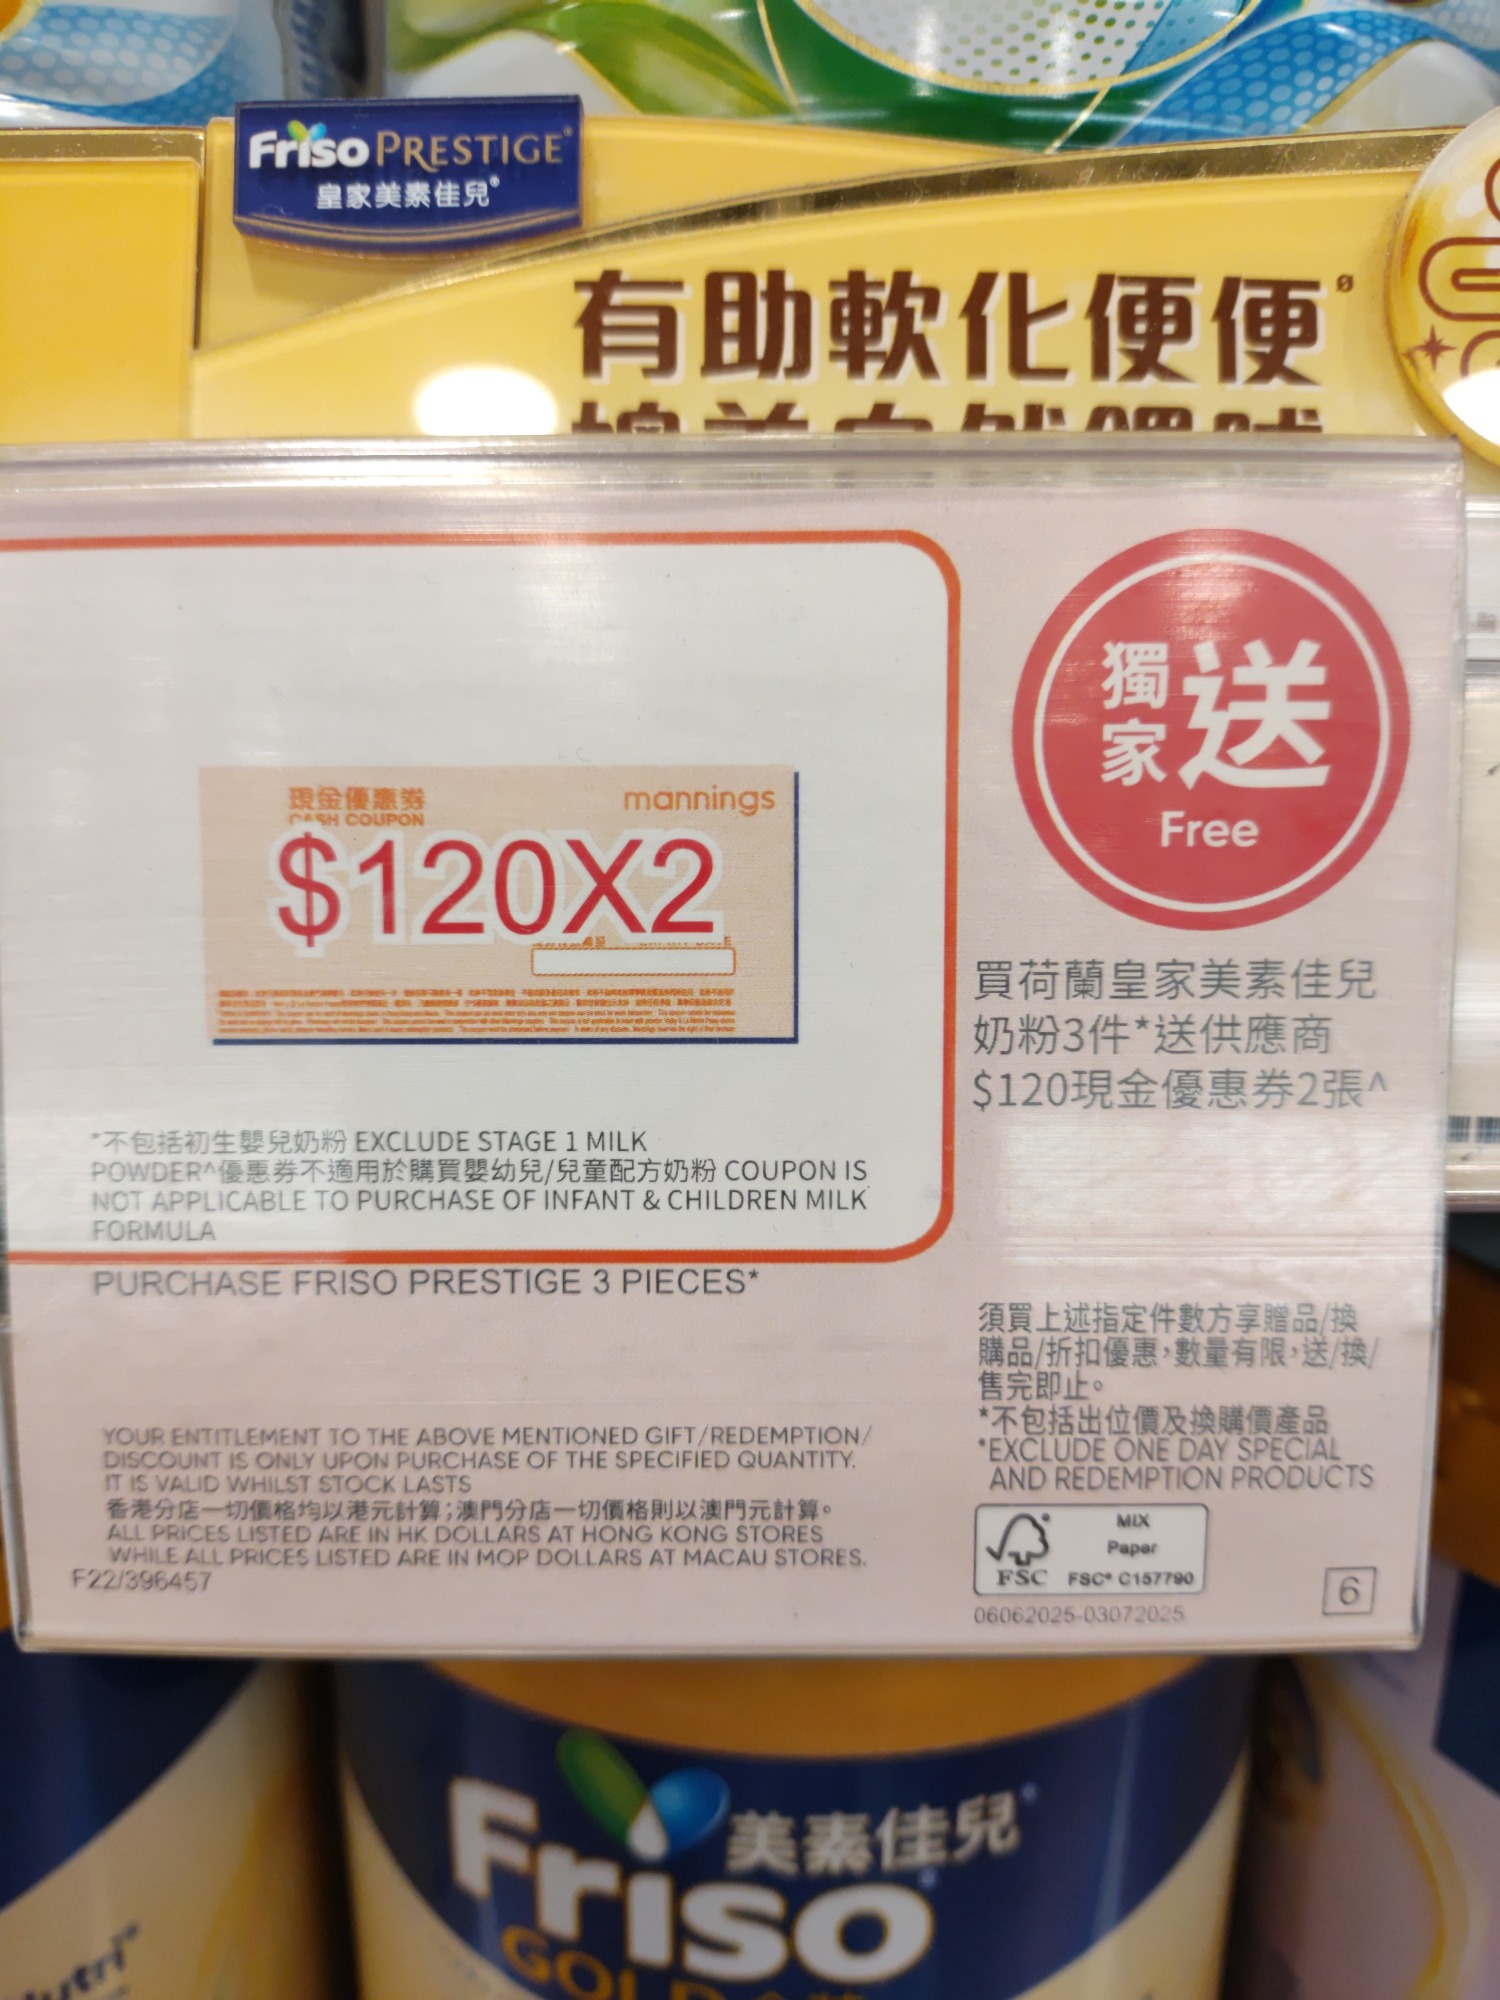 Friso PRESTIGE®
皇家美素佳兒®
有助軟化便便ø
獨家送
Free
現金優惠券
CASH COUPON
mannings
$120X2
買荷蘭皇家美素佳兒
奶粉3件*送供應商
$120現金優惠券2張^
*不包括初生嬰兒奶粉 EXCLUDE STAGE 1 MILK
POWDER^優惠券不適用於購買嬰幼兒/兒童配方奶粉 COUPON IS
NOT APPLICABLE TO PURCHASE OF INFANT & CHILDREN MILK
FORMULA
PURCHASE FRISO PRESTIGE 3 PIECES*
須買上述指定件數方享贈品/換
購品/折扣優惠,數量有限,送/換/
售完即止。
*不包括出位價及換購價產品
*EXCLUDE ONE DAY SPECIAL
AND REDEMPTION PRODUCTS
YOUR ENTITLEMENT TO THE ABOVE MENTIONED GIFT/REDEMPTION/
DISCOUNT IS ONLY UPON PURCHASE OF THE SPECIFIED QUANTITY.
IT IS VALID WHILST STOCK LASTS
香港分店一切價格均以港元計算;澳門分店一切價格則以澳門元計算。
ALL PRICES LISTED ARE IN HK DOLLARS AT HONG KONG STORES
WHILE ALL PRICES LISTED ARE IN MOP DOLLARS AT MACAU STORES.
F22/396457
FSC
MIX
Paper
FSC® C157790
06062025-03072025
6
美素佳兒®
Friso
GOLD